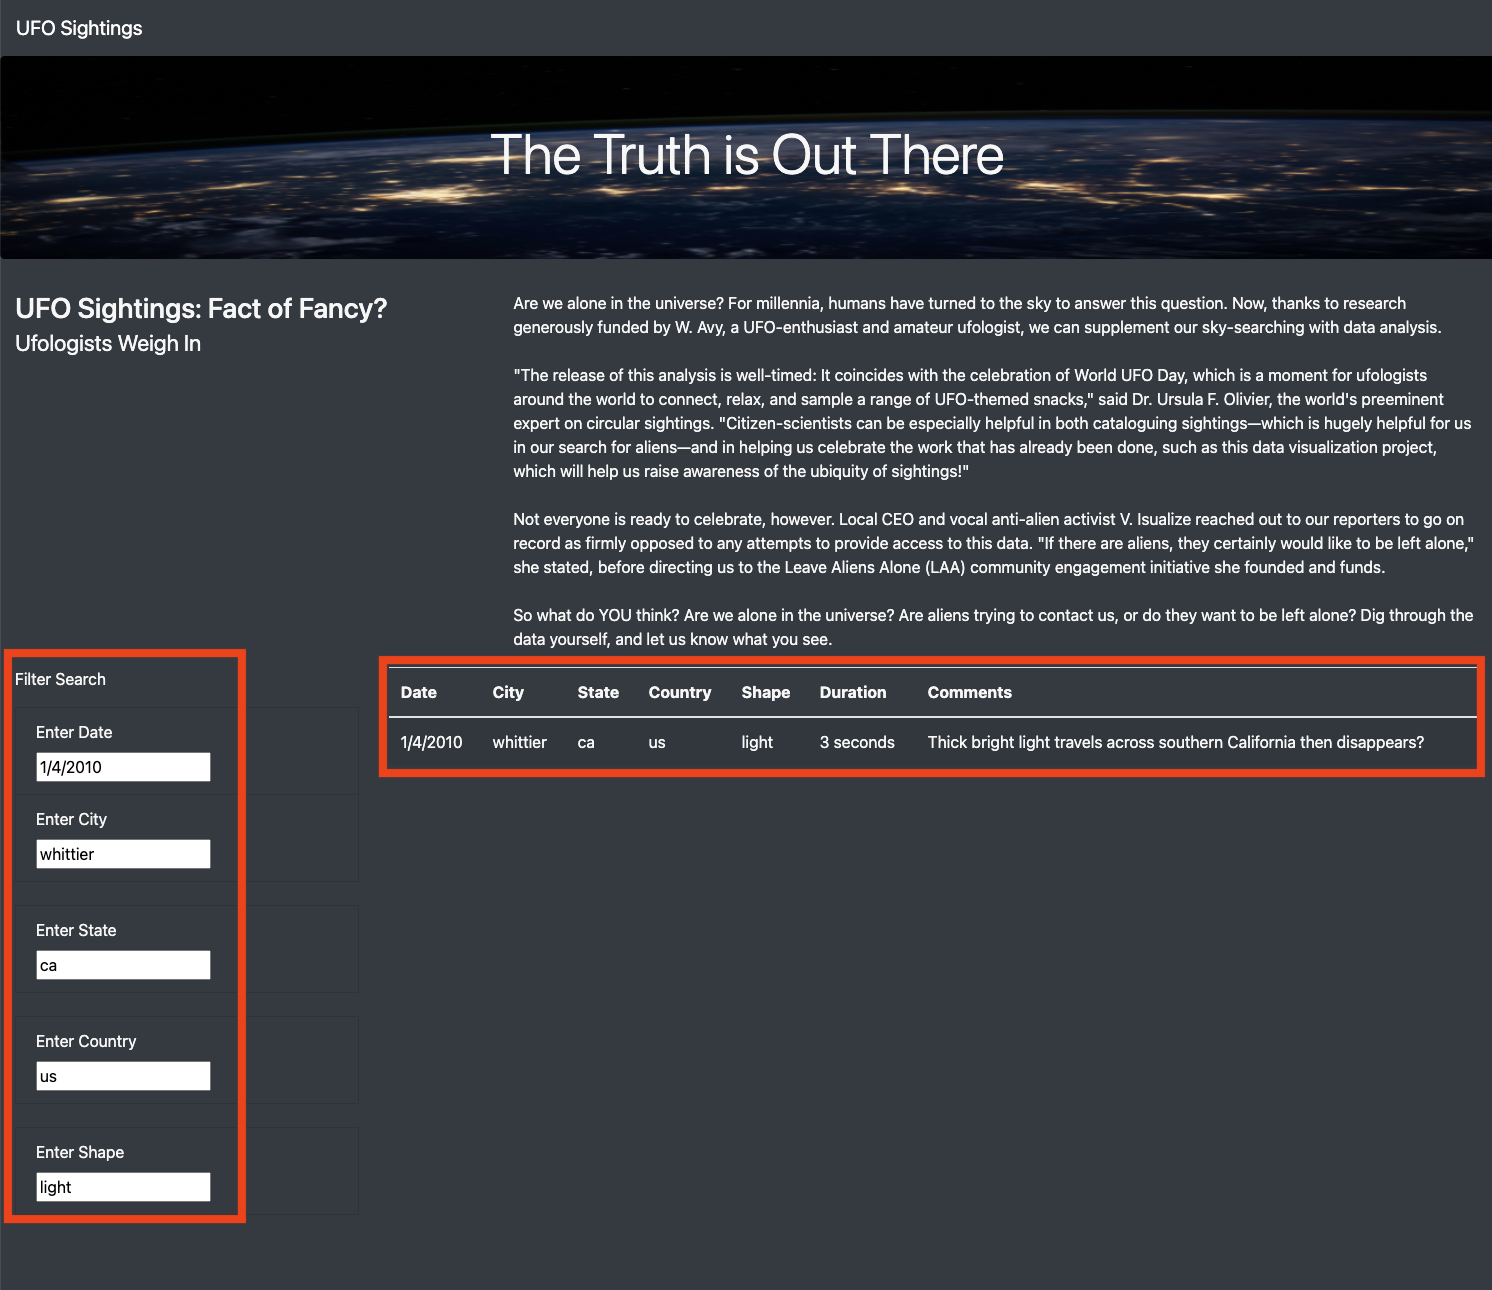 UFO Sightings
The Truth is Out There
UFO Sightings: Fact of Fancy?
Ufologists Weigh In
Are we alone in the universe? For millennia, humans have turned to the sky to answer this question. Now, thanks to research
generously funded by W. Avy, a UFO-enthusiast and amateur ufologist, we can supplement our sky-searching with data analysis.
"The release of this analysis is well-timed: It coincides with the celebration of World UFO Day, which is a moment for ufologists
around the world to connect, relax, and sample a range of UFO-themed snacks," said Dr. Ursula F. Olivier, the world's preeminent
expert on circular sightings. "Citizen-scientists can be especially helpful in both cataloguing sightings—which is hugely helpful for us
in our search for aliens—and in helping us celebrate the work that has already been done, such as this data visualization project,
which will help us raise awareness of the ubiquity of sightings!"
Not everyone is ready to celebrate, however. Local CEO and vocal anti-alien activist V. Isualize reached out to our reporters to go on
record as firmly opposed to any attempts to provide access to this data. "If there are aliens, they certainly would like to be left alone,"
she stated, before directing us to the Leave Aliens Alone (LAA) community engagement initiative she founded and funds.
So what do YOU think? Are we alone in the universe? Are aliens trying to contact us, or do they want to be left alone? Dig through the
data yourself, and let us know what you see.
Filter Search
Enter Date
1/4/2010
Enter City
whittier
Enter State
ca
Enter Country
us
Enter Shape
light
Date City State Country Shape Duration Comments
1/4/2010 whittier ca us light 3 seconds Thick bright light travels across southern California then disappears?